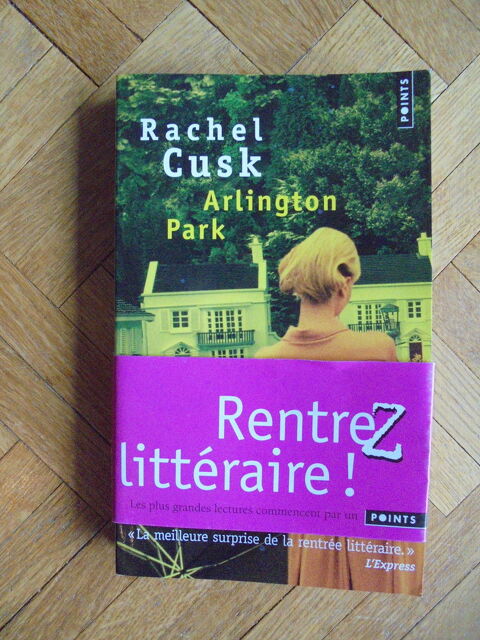 POINTS
Rachel
Cusk
Arlington
Park
RentreZ
littéraire !
Les plus grandes lectures commencent par un POINTS
« La meilleure surprise de la rentrée littéraire. »
L'Express